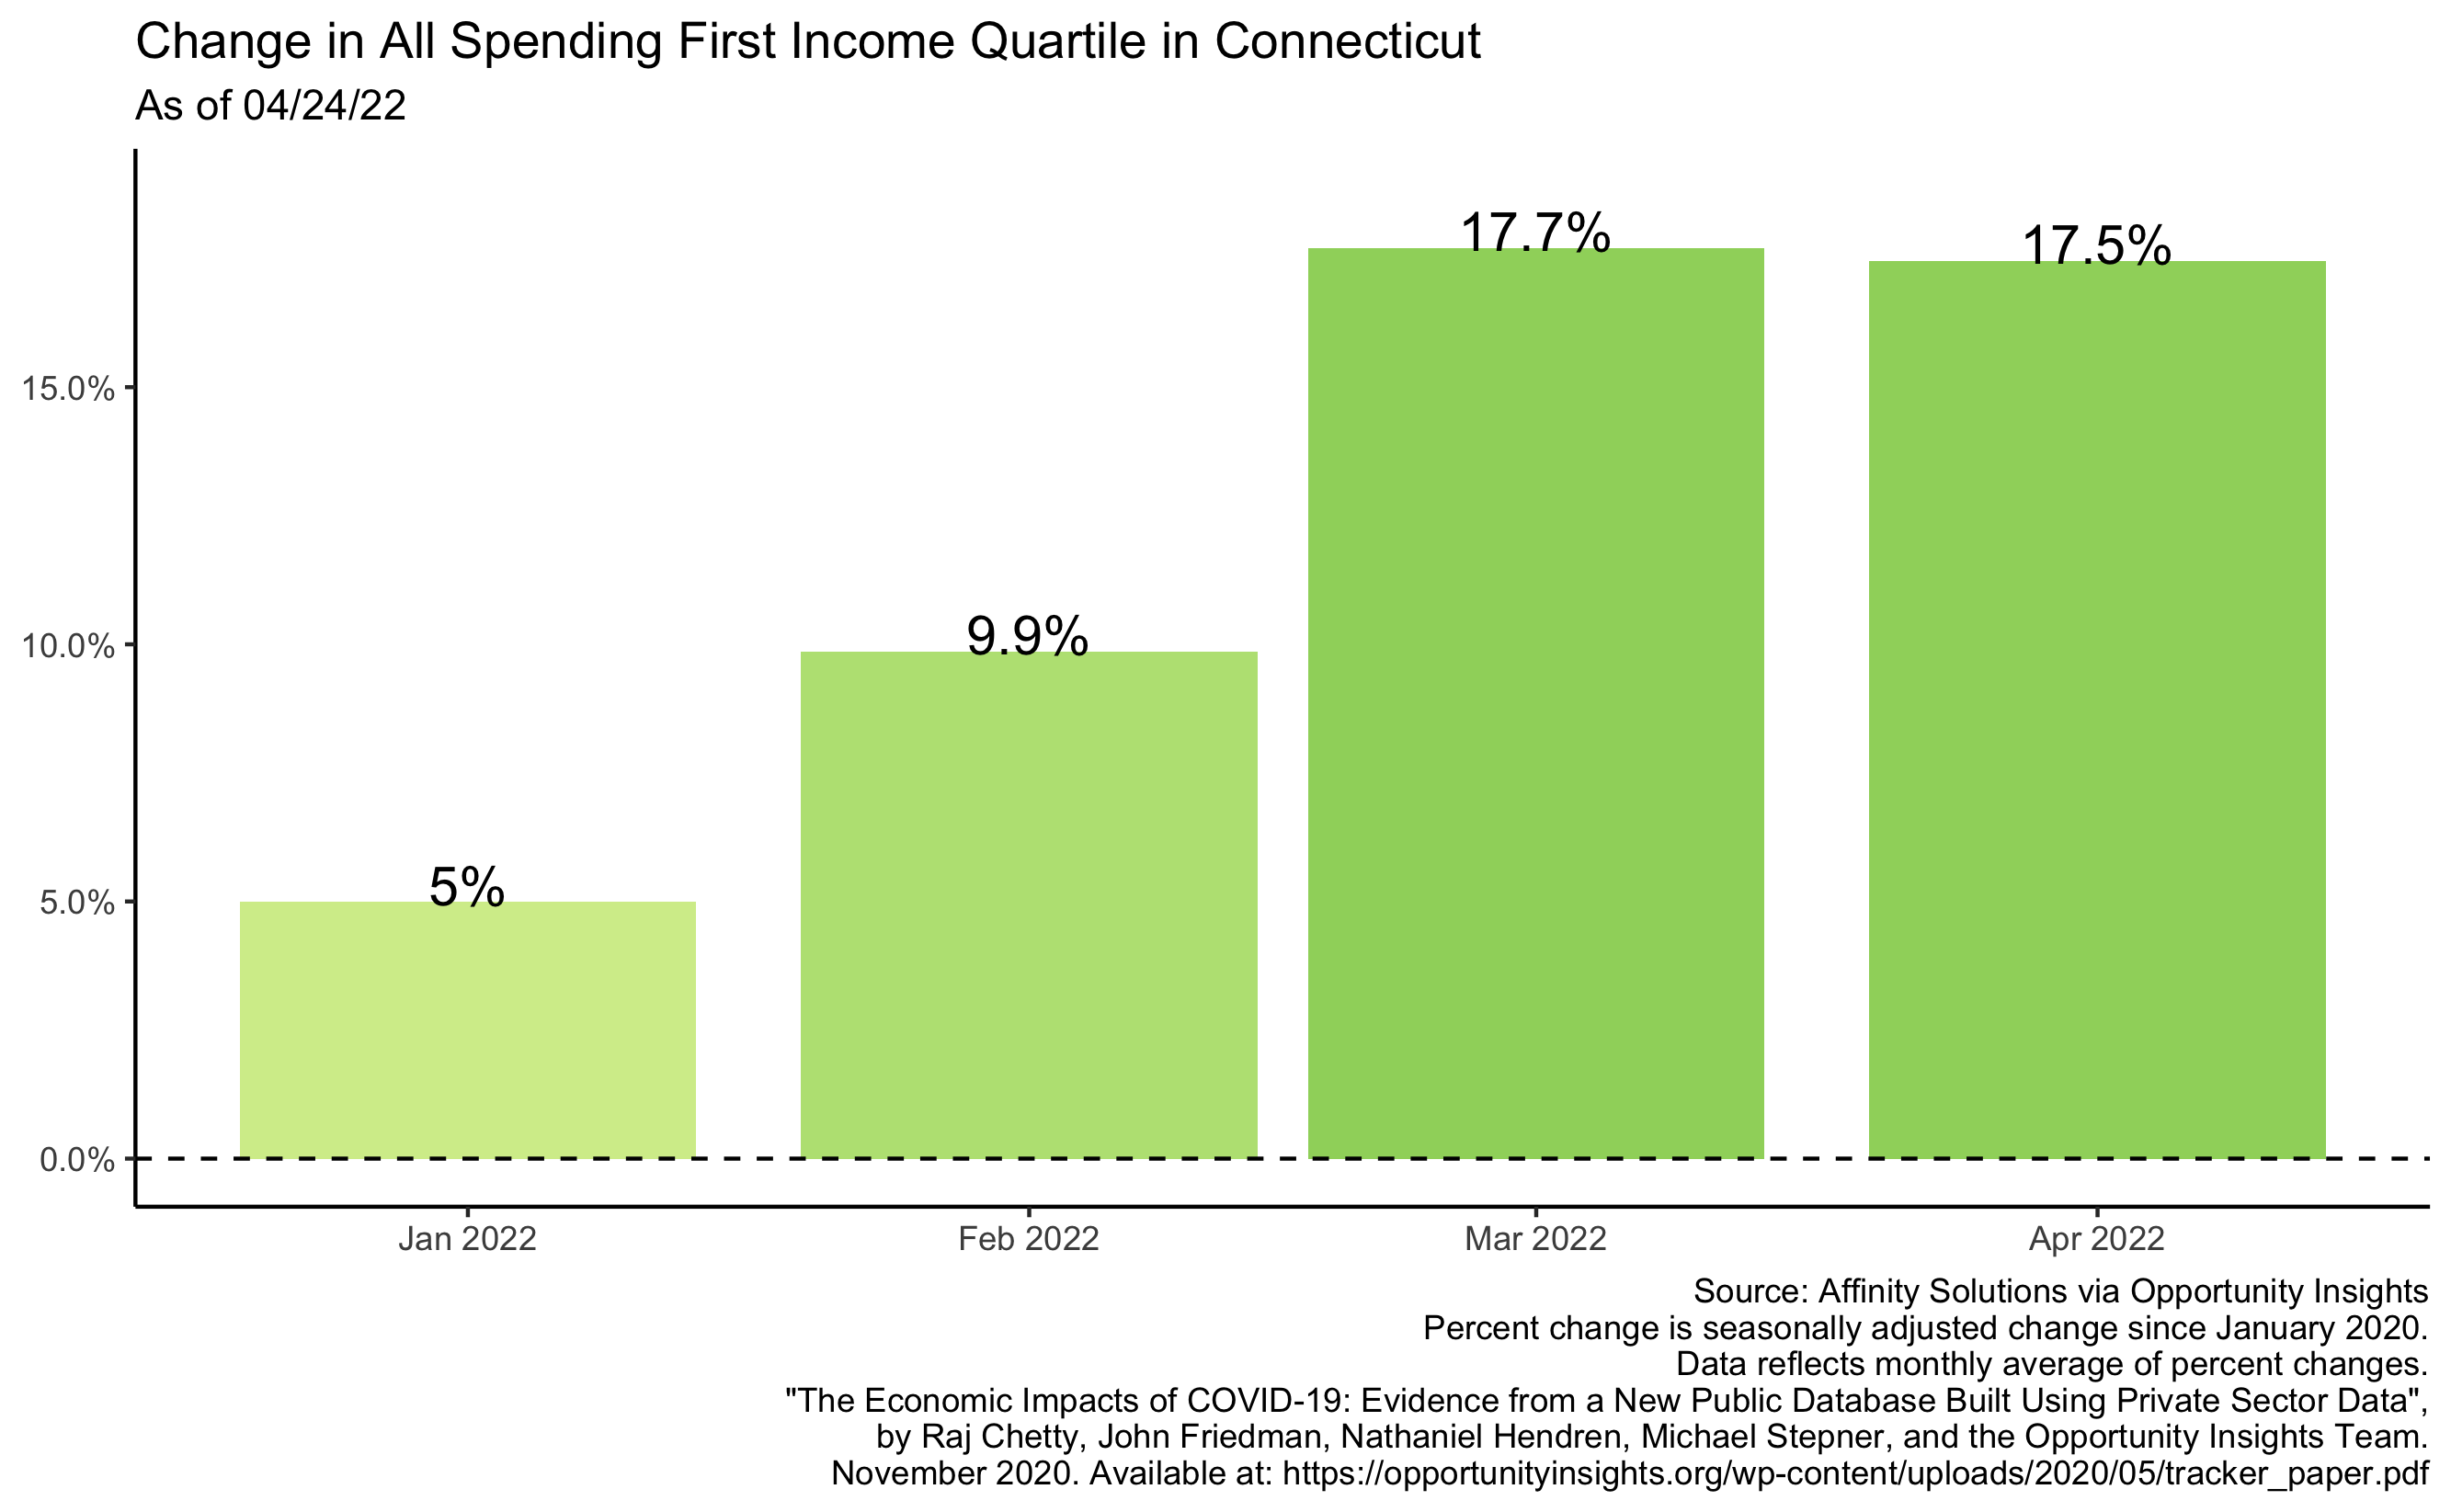 Change in All Spending First Income Quartile in Connecticut
As of 04/24/22
17.7%
17.5%
15.0%
10.0%
9.9%
5%
5.0%
0.0%
Jan 2022
Feb 2022
Mar 2022
Apr 2022
Source: Affinity Solutions via Opportunity Insights
Percent change is seasonally adjusted change since January 2020.
Data reflects monthly average of percent changes.
"The Economic Impacts of COVID-19: Evidence from a New Public Database Built Using Private Sector Data",
by Raj Chetty, John Friedman, Nathaniel Hendren, Michael Stepner, and the Opportunity Insights Team.
November 2020. Available at: https://opportunityinsights.org/wp-content/uploads/2020/05/tracker_paper.pdf